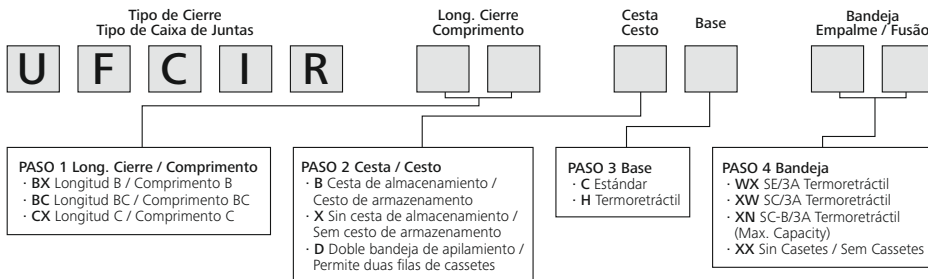 Tipo de Cierre
Tipo de Caixa de Juntas
Long. Cierre
Comprimento
Cesta
Cesto
Base
Bandeja
Empalme / Fusão
U F C I R
PASO 1 Long. Cierre / Comprimento
· BX Longitud B / Comprimento B
· BC Longitud BC / Comprimento BC
· CX Longitud C / Comprimento C
PASO 2 Cesta / Cesto
· B Cesta de almacenamiento /
Cesto de armazenamento
· X Sin cesta de almacenamiento /
Sem cesto de armazenamento
· D Doble bandeja de apilamiento /
Permite duas filas de cassetes
PASO 3 Base
· C Estándar
· H Termoretráctil
PASO 4 Bandeja
· WX SE/3A Termoretráctil
· XW SC/3A Termoretráctil
· XN SC-B/3A Termoretráctil
(Max. Capacity)
· XX Sin Casetes / Sem Cassetes